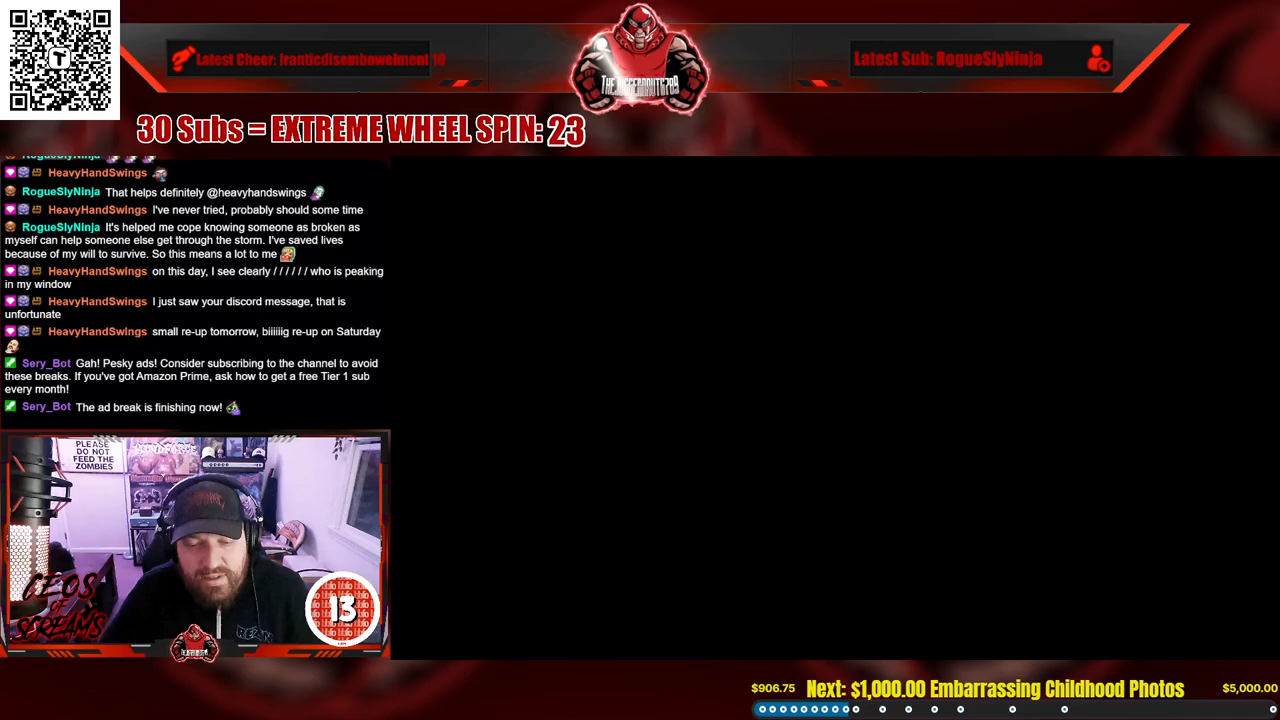 Latest Cheer: franticdisembowelment 10
THEJUGGERNAUT6789
Latest Sub: RogueSlyNinja
30 Subs = EXTREME WHEEL SPIN: 23
RogueSlyNinja
HeavyHandSwings
RogueSlyNinja That helps definitely @heavyhandswings
HeavyHandSwings I've never tried, probably should some time
RogueSlyNinja It's helped me cope knowing someone as broken as
myself can help someone else get through the storm. I've saved lives
because of my will to survive. So this means a lot to me
HeavyHandSwings on this day, I see clearly / / / / / / who is peaking
in my window
HeavyHandSwings I just saw your discord message, that is
unfortunate
HeavyHandSwings small re-up tomorrow, biiiiiig re-up on Saturday
Sery_Bot Gah! Pesky ads! Consider subscribing to the channel to avoid
these breaks. If you've got Amazon Prime, ask how to get a free Tier 1 sub
every month!
Sery_Bot The ad break is finishing now!
PLEASE
DO NOT
FEED THE
ZOMBIES
CEOS
OF
SCREAMS
13
$906.75 Next: $1,000.00 Embarrassing Childhood Photos $5,000.00